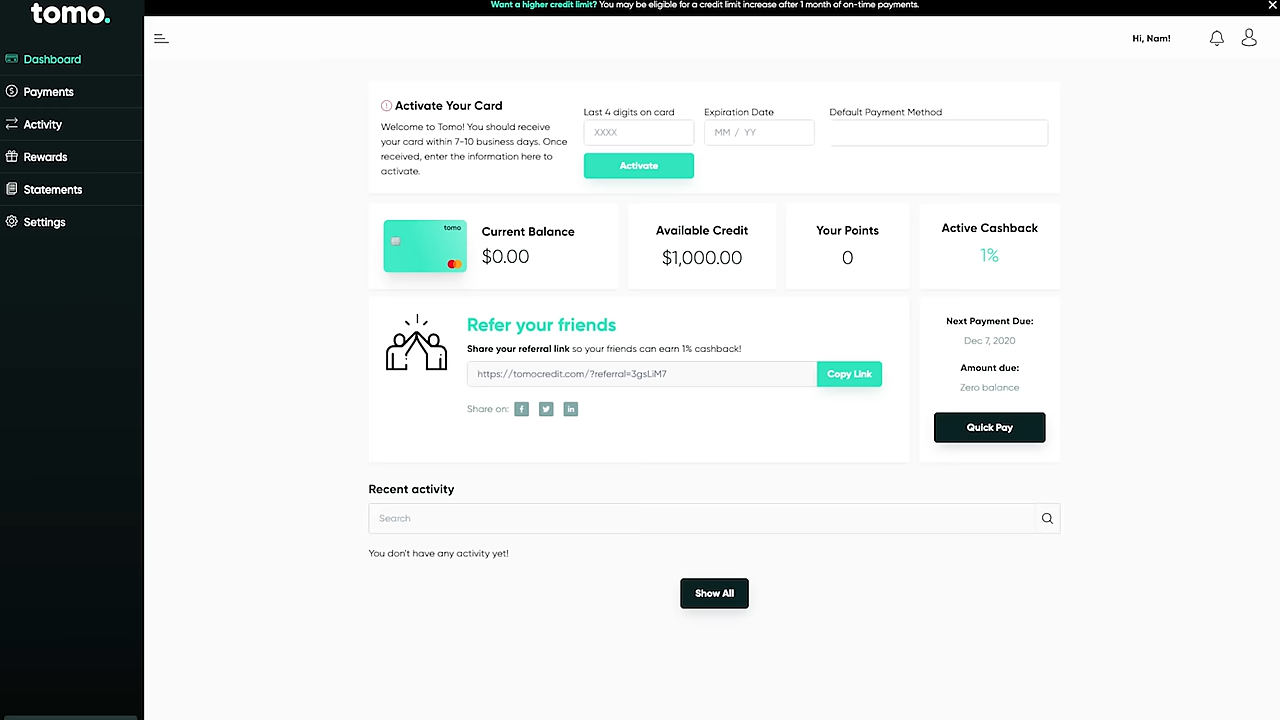 Want a higher credit limit? You may be eligible for a credit limit increase after 1 month of on-time payments.
tomo.
Hi, Nam!
Dashboard
Payments
Activity
Rewards
Statements
Settings
Activate Your Card
Welcome to Tomo! You should receive
your card within 7-10 business days. Once
received, enter the information here to
activate.
Last 4 digits on card
XXXX
Expiration Date
MM / YY
Default Payment Method
Activate
tomo
Current Balance
$0.00
Available Credit
$1,000.00
Your Points
0
Active Cashback
1%
Refer your friends
Share your referral link so your friends can earn 1% cashback!
https://tomocredit.com/?referral=3gsLiM7
Copy Link
Share on:
Next Payment Due:
Dec 7, 2020
Amount due:
Zero balance
Quick Pay
Recent activity
Search
You don't have any activity yet!
Show All